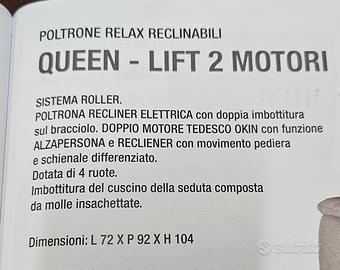 POLTRONE RELAX RECLINABILI
QUEEN - LIFT 2 MOTORI
SISTEMA ROLLER.
POLTRONA RECLINER ELETTRICA con doppia imbottitura
sul bracciolo. DOPPIO MOTORE TEDESCO OKIN con funzione
ALZAPERSONA e RECLIENER con movimento pediera
e schienale differenziato.
Dotata di 4 ruote.
Imbottitura del cuscino della seduta composta
da molle insachettate.
Dimensioni: L 72 X P 92 X H 104
subito